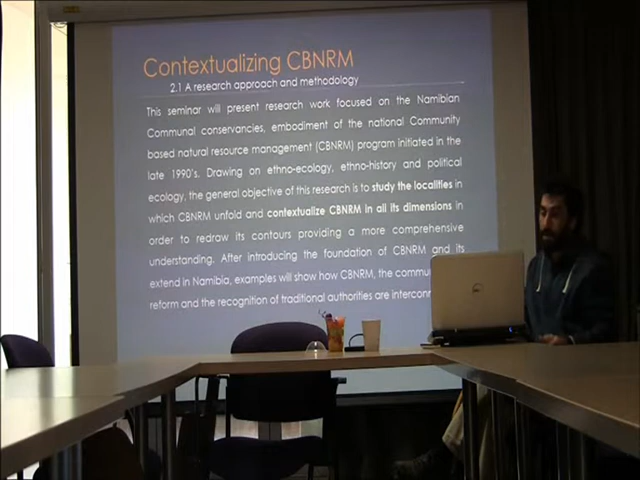 Contextualizing CBNRM
2.1 A research approach and methodology
This seminar will present research work focused on the Namibian
Communal conservancies, embodiment of the national Community
based natural resource management (CBNRM) program initiated in the
late 1990's. Drawing on ethno-ecology, ethno-history and political
ecology, the general objective of this research is to study the localities in
which CBNRM unfold and contextualize CBNRM in all its dimensions in
order to redraw its contours providing a more comprehensive
understanding. After introducing the foundation of CBNRM and its
extend in Namibia, examples will show how CBNRM, the
reform and the recognition of traditional authorities are